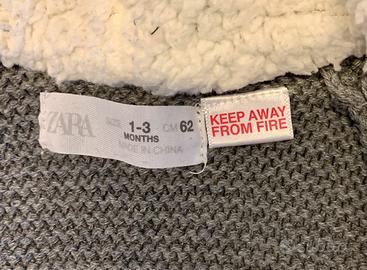 ZARA
SIZE 1-3 MONTHS
CM 62
MADE IN CHINA
KEEP AWAY
FROM FIRE